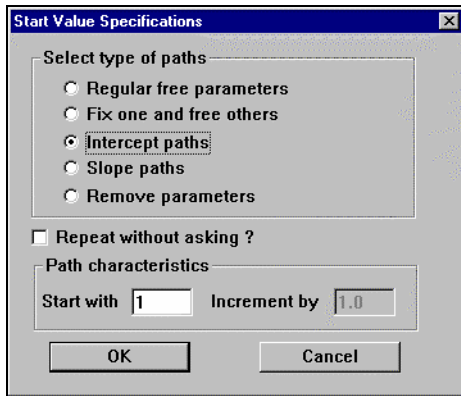 Start Value Specifications
Select type of paths
Regular free parameters
Fix one and free others
Intercept paths
Slope paths
Remove parameters
Repeat without asking ?
Path characteristics
Start with 1 Increment by 1.0
OK Cancel